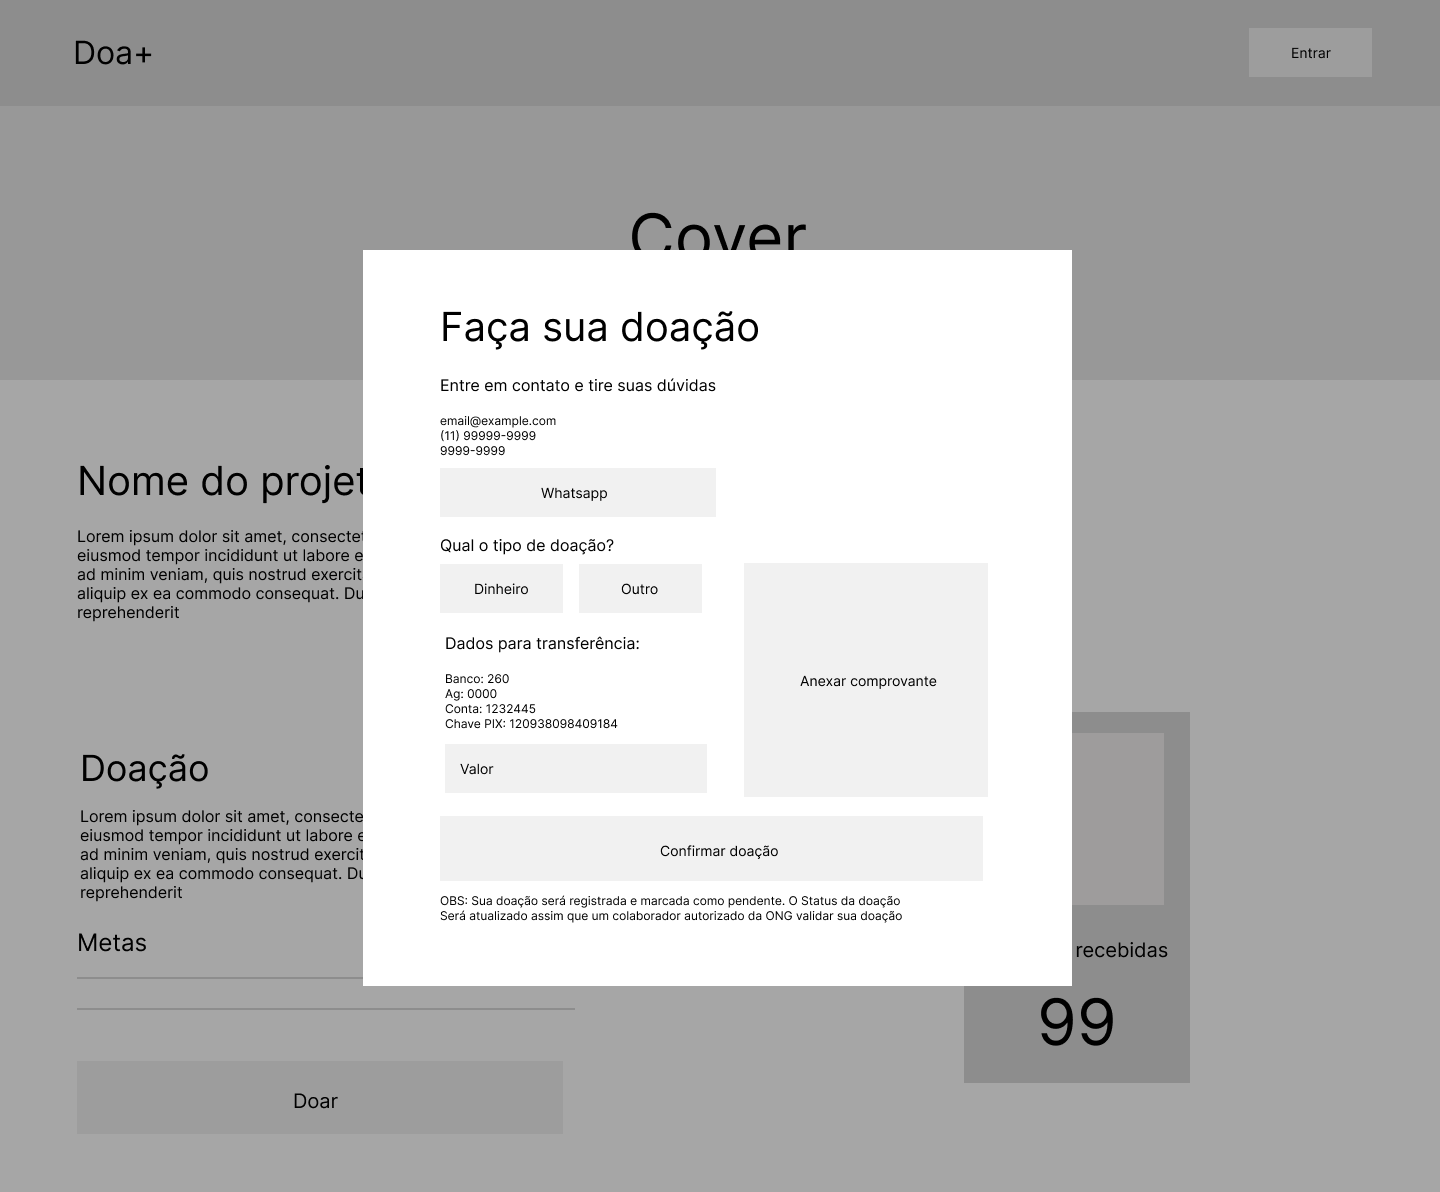 Doa+
Entrar
Cover
Faça sua doação
Entre em contato e tire suas dúvidas
email@example.com
(11) 99999-9999
9999-9999
Whatsapp
Qual o tipo de doação?
Dinheiro
Outro
Dados para transferência:
Banco: 260
Ag: 0000
Conta: 1232445
Chave PIX: 120938098409184
Valor
Anexar comprovante
Confirmar doação
OBS: Sua doação será registrada e marcada como pendente. O Status da doação
Será atualizado assim que um colaborador autorizado da ONG validar sua doação
Nome do projet
Lorem ipsum dolor sit amet, consectet
eiusmod tempor incididunt ut labore e
ad minim veniam, quis nostrud exercit
aliquip ex ea commodo consequat. Du
reprehenderit
Doação
Lorem ipsum dolor sit amet, consecte
eiusmod tempor incididunt ut labore e
ad minim veniam, quis nostrud exercit
aliquip ex ea commodo consequat. Du
reprehenderit
Metas
Doar
recebidas
99